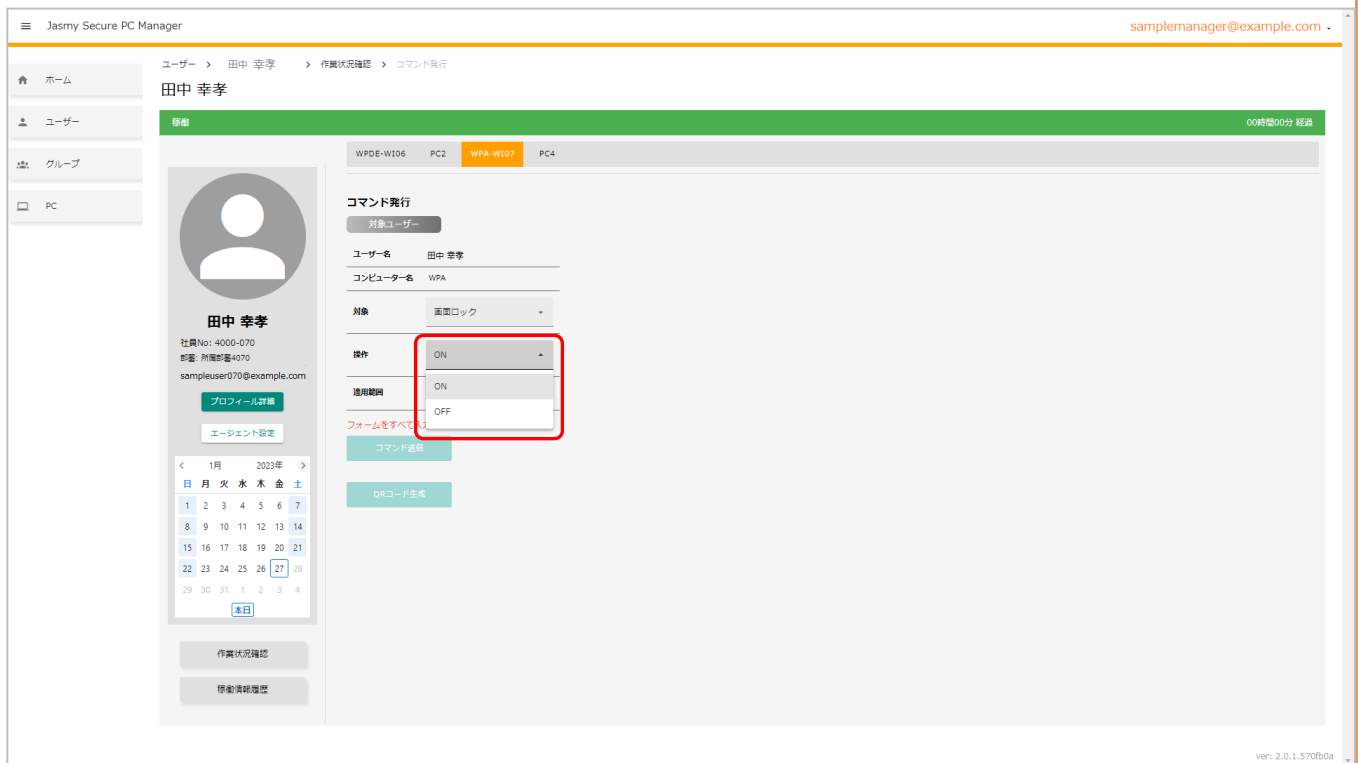 Jasmy Secure PC Manager
samplemanager@example.com
ユーザー > 田中 幸孝 > 作業状況確認 > コマンド発行
田中 幸孝
ホーム
ユーザー
グループ
PC
稼働 00時間00分 経過
WPDE-WI06 PC2 WPA-WI07 PC4
田中 幸孝
社員No: 4000-070
部署: 所属部署4070
sampleuser070@example.com
プロフィール詳細
エージェント設定
< 1月 2023年 >
日 月 火 水 木 金 土
1 2 3 4 5 6 7
8 9 10 11 12 13 14
15 16 17 18 19 20 21
22 23 24 25 26 27 28
29 30 31 1 2 3 4
本日
作業状況確認
稼働情報履歴
コマンド発行
対象ユーザー
ユーザー名 田中 幸孝
コンピューター名 WPA
対象 画面ロック
操作 ON
ON
OFF
適用範囲
フォームをすべて入
コマンド送信
QRコード生成
ver: 2.0.1.570fb0a